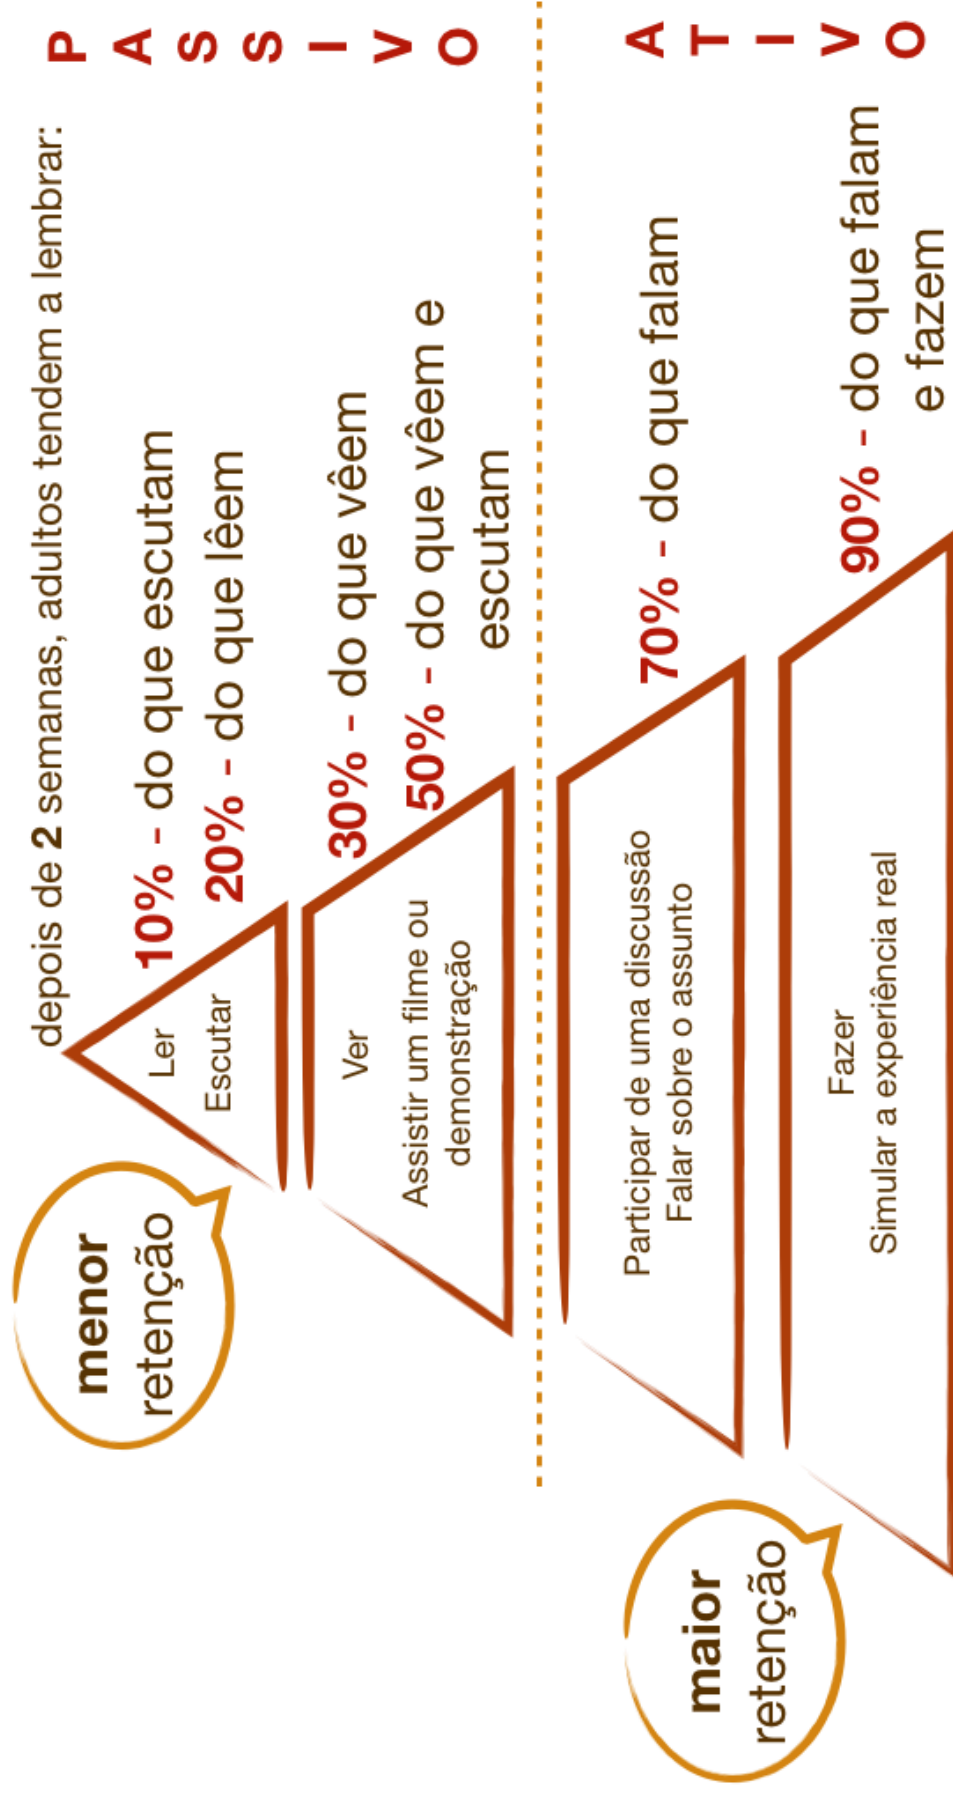 depois de 2 semanas, adultos tendem a lembrar:
menor
retenção
Ler
Escutar
10% - do que escutam
20% - do que lêem
Ver
Assistir um filme ou
demonstração
30% - do que vêem
50% - do que vêem e
escutam
PASSIVO
maior
retenção
Participar de uma discussão
Falar sobre o assunto
70% - do que falam
Fazer
Simular a experiência real
90% - do que falam
e fazem
ATIVO